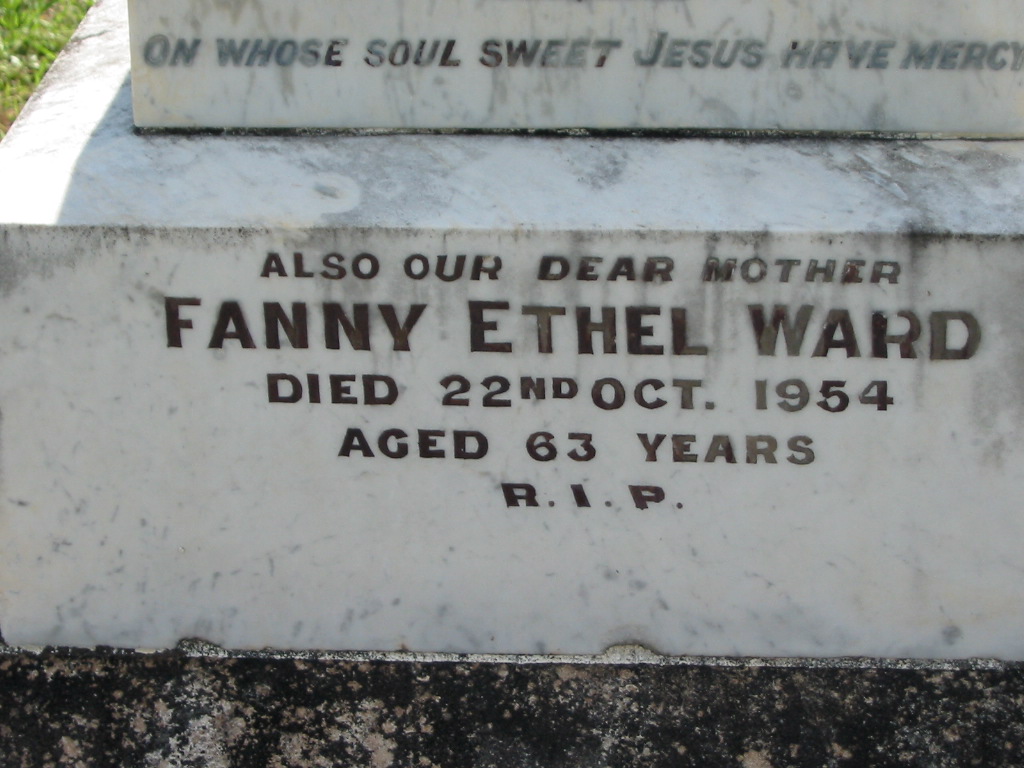 ON WHOSE SOUL SWEET JESUS HAVE MERCY
ALSO OUR DEAR MOTHER
FANNY ETHEL WARD
DIED 22ND OCT. 1954
AGED 63 YEARS
R.I.P.